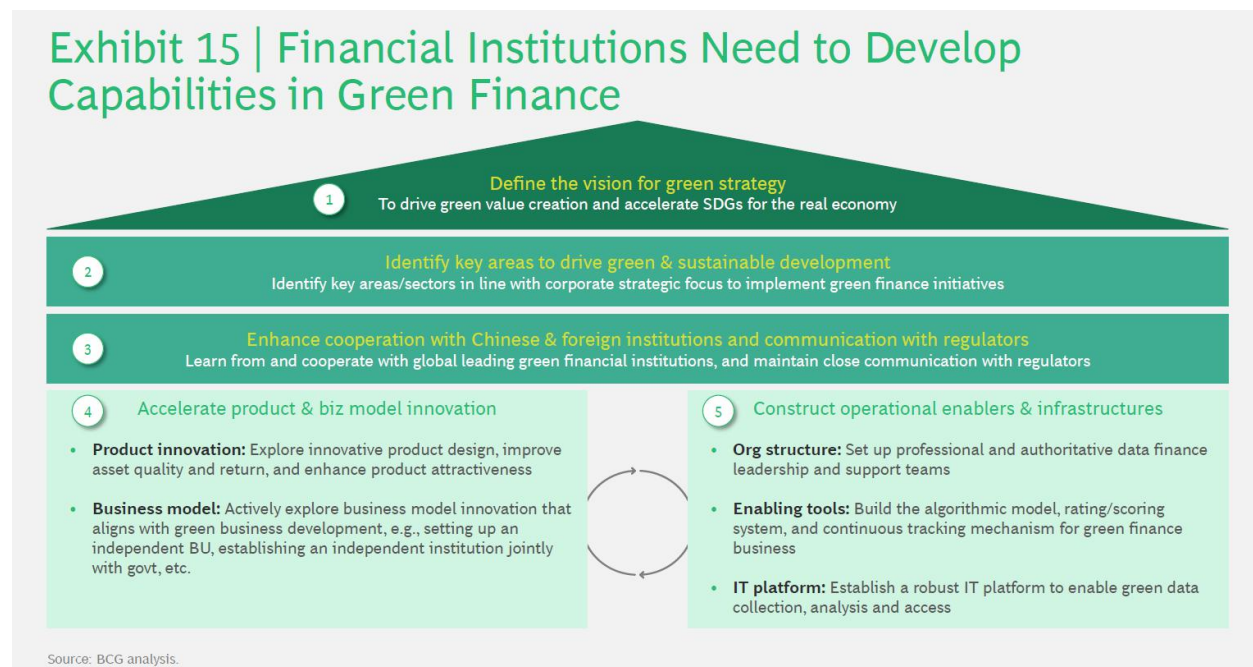 Exhibit 15 | Financial Institutions Need to Develop
Capabilities in Green Finance
1
Define the vision for green strategy
To drive green value creation and accelerate SDGs for the real economy
2
Identify key areas to drive green & sustainable development
Identify key areas/sectors in line with corporate strategic focus to implement green finance initiatives
3
Enhance cooperation with Chinese & foreign institutions and communication with regulators
Learn from and cooperate with global leading green financial institutions, and maintain close communication with regulators
4
Accelerate product & biz model innovation
• Product innovation: Explore innovative product design, improve
asset quality and return, and enhance product attractiveness
• Business model: Actively explore business model innovation that
aligns with green business development, e.g., setting up an
independent BU, establishing an independent institution jointly
with govt, etc.
5
Construct operational enablers & infrastructures
• Org structure: Set up professional and authoritative data finance
leadership and support teams
• Enabling tools: Build the algorithmic model, rating/scoring
system, and continuous tracking mechanism for green finance
business
• IT platform: Establish a robust IT platform to enable green data
collection, analysis and access
Source: BCG analysis.